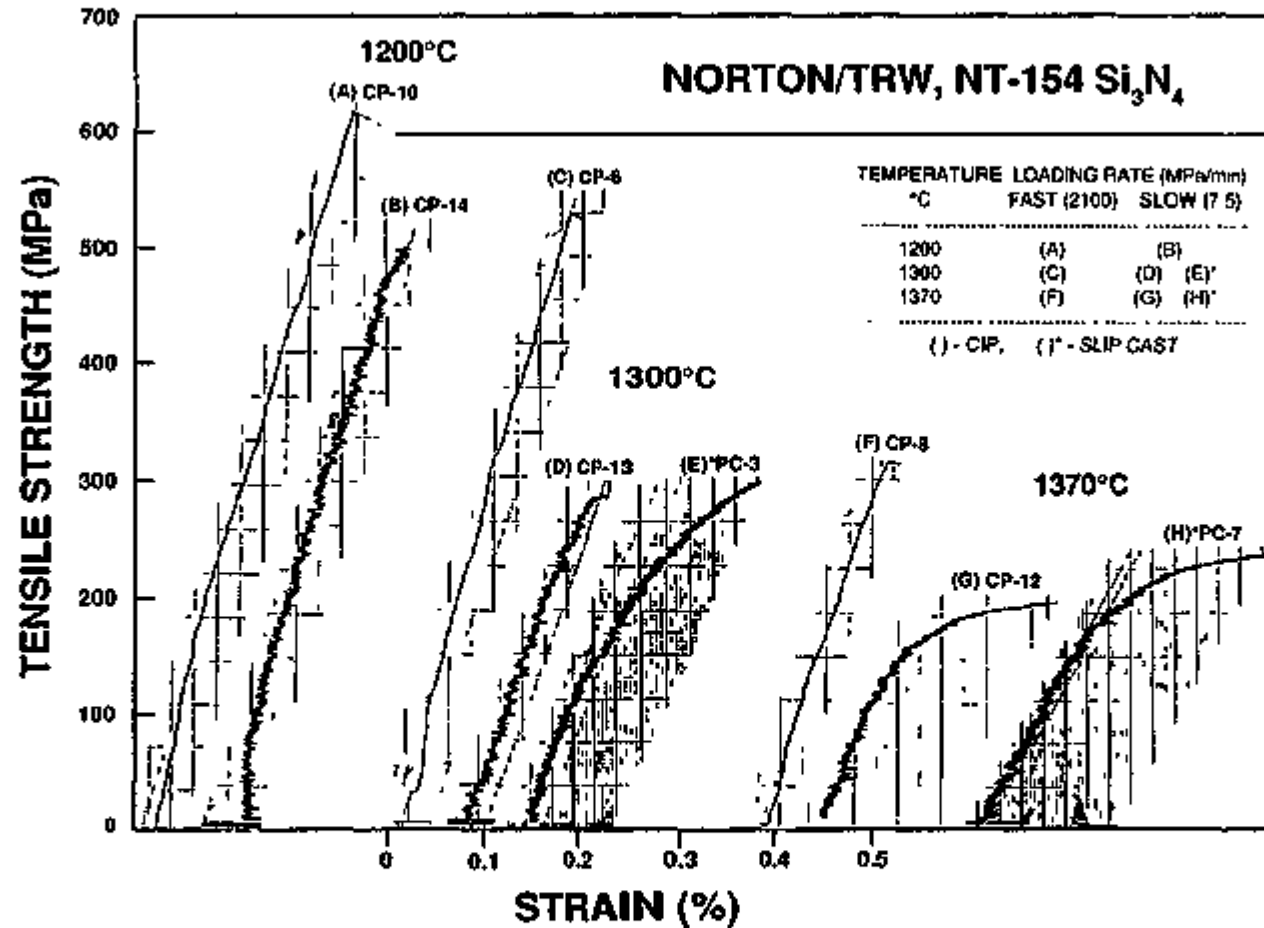 NORTON/TRW, NT-154 Si₃N₄
TEMPERATURE LOADING RATE (MPa/min)
°C FAST (2100) SLOW (7.5)
1200 (A) (B)
1300 (C) (D) (E)*
1370 (F) (G) (H)*
( ) - CIP, ( )* - SLIP CAST
1200°C
(A) CP-10
(B) CP-14
(C) CP-6
1300°C
(D) CP-13
(E)*PC-3
(F) CP-8
1370°C
(G) CP-12
(H)*PC-7
TENSILE STRENGTH (MPa)
700
600
500
400
300
200
100
0
0 0.1 0.2 0.3 0.4 0.5
STRAIN (%)